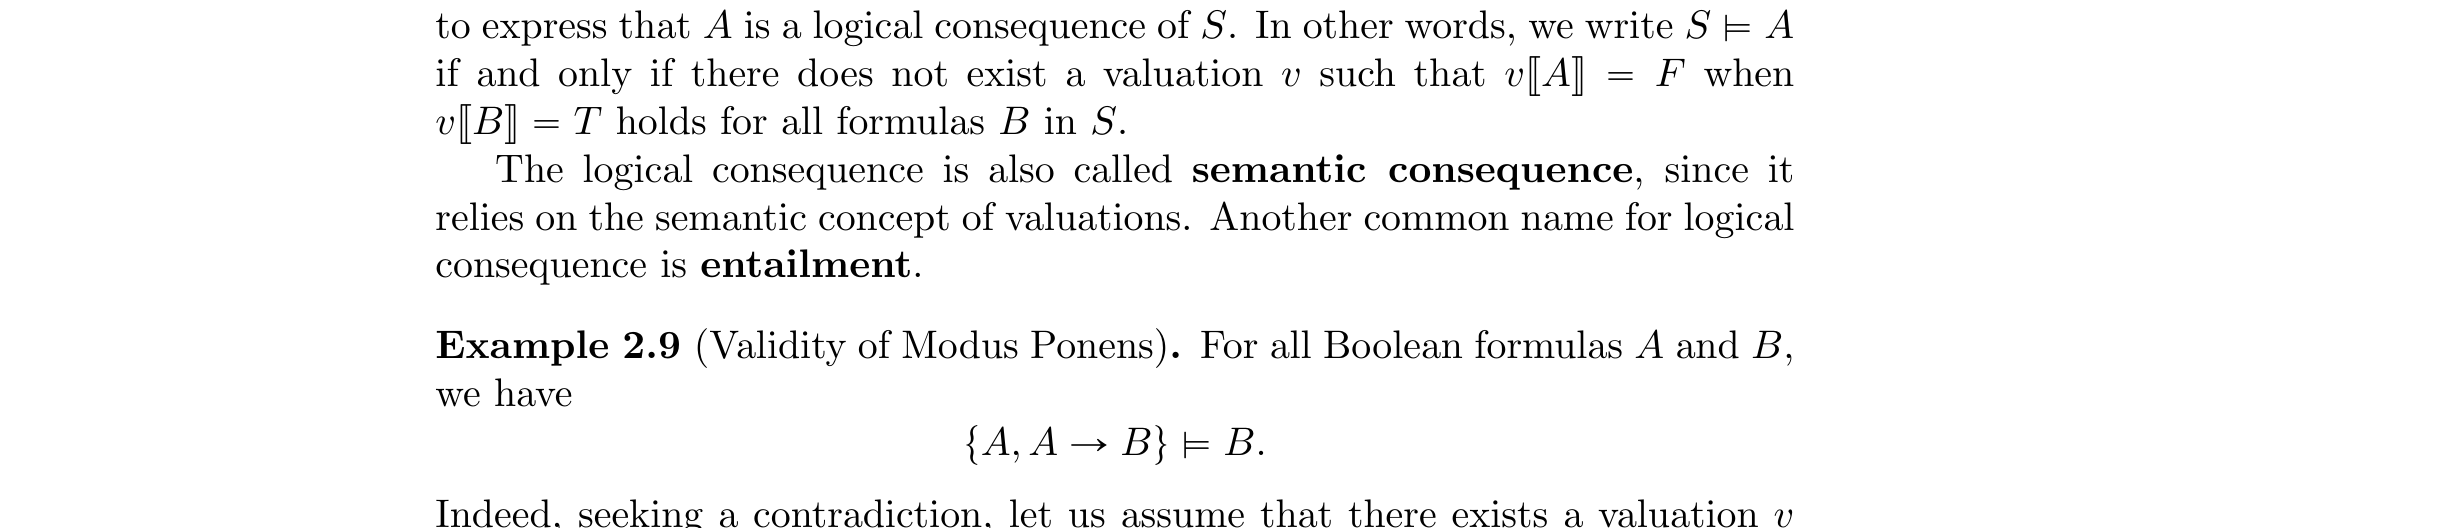 to express that A is a logical consequence of S. In other words, we write S ⊨ A
if and only if there does not exist a valuation v such that v⟦A⟧ = F when
v⟦B⟧ = T holds for all formulas B in S.
The logical consequence is also called semantic consequence, since it
relies on the semantic concept of valuations. Another common name for logical
consequence is entailment.
Example 2.9 (Validity of Modus Ponens). For all Boolean formulas A and B,
we have
{A, A → B} ⊨ B.
Indeed, seeking a contradiction, let us assume that there exists a valuation v